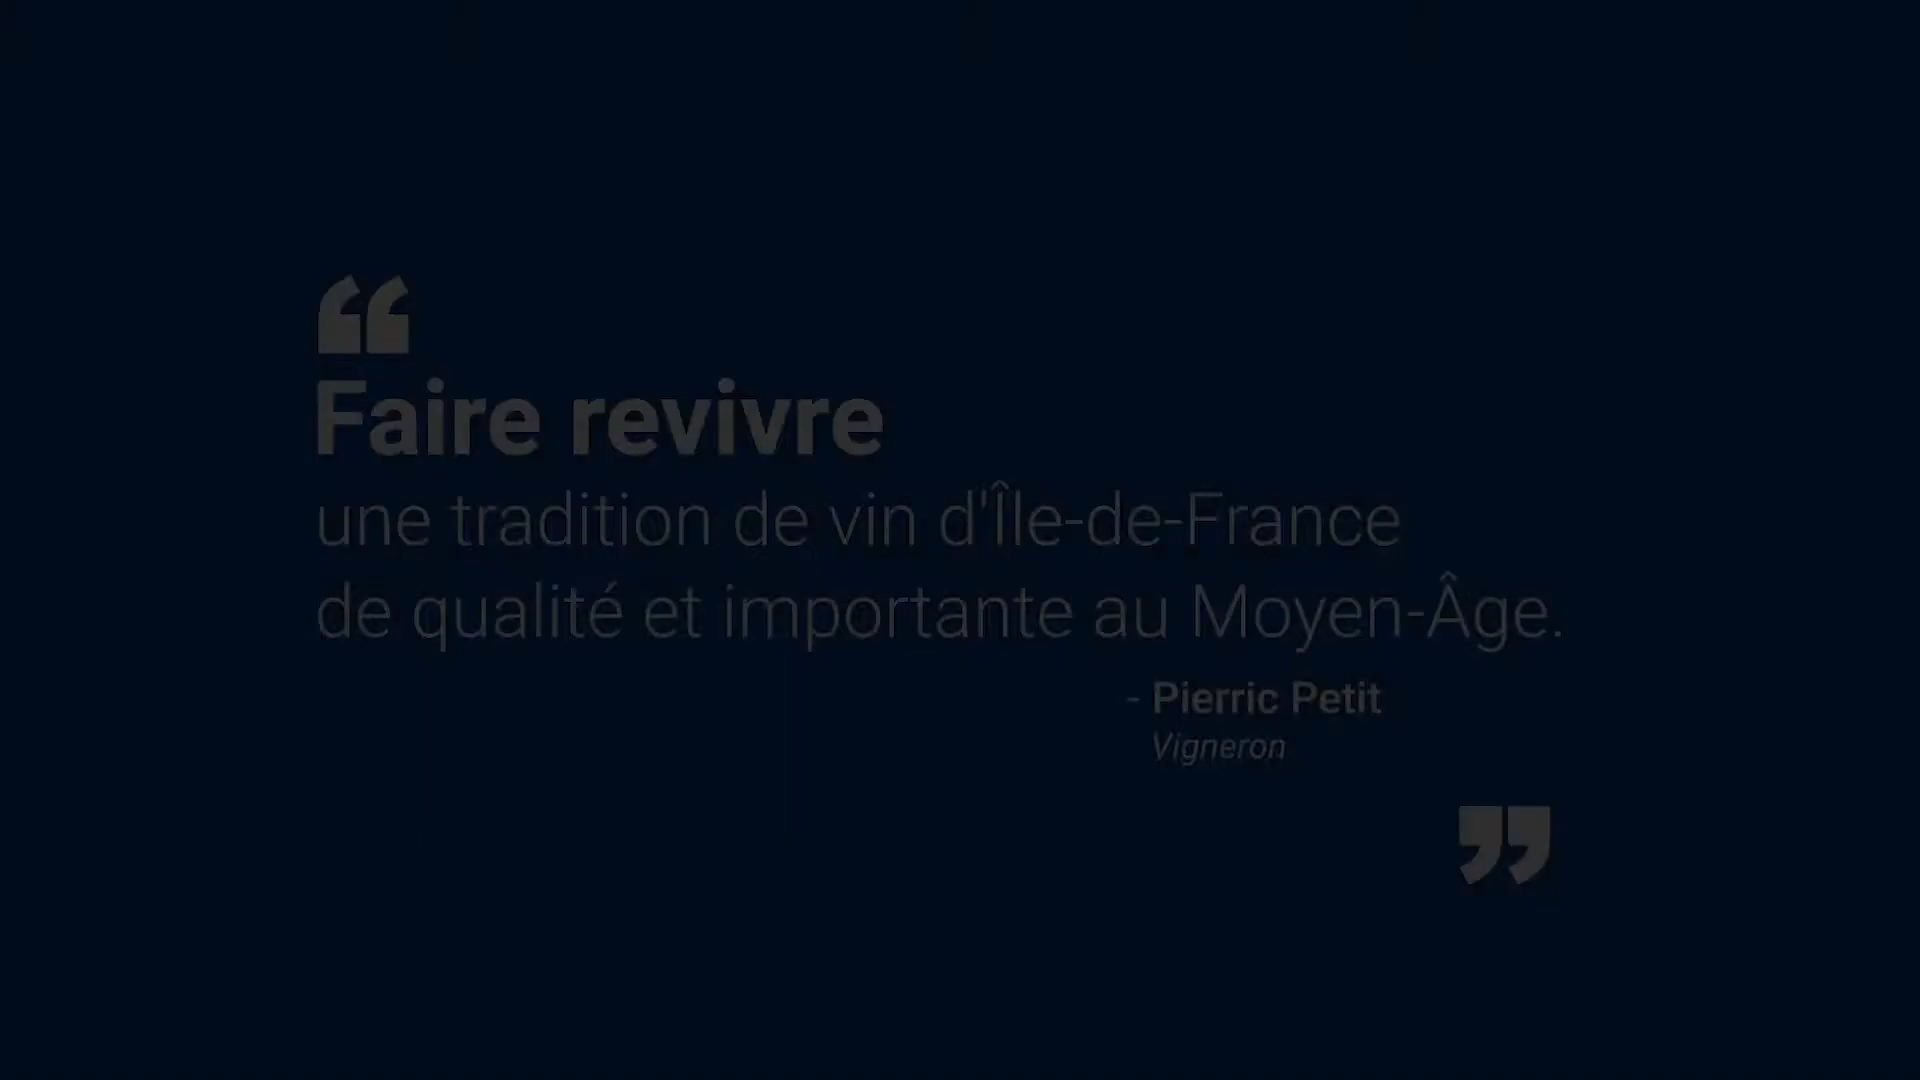 “
Faire revivre
une tradition de vin d'Île-de-France
de qualité et importante au Moyen-Âge.
- Pierric Petit
Vigneron
”